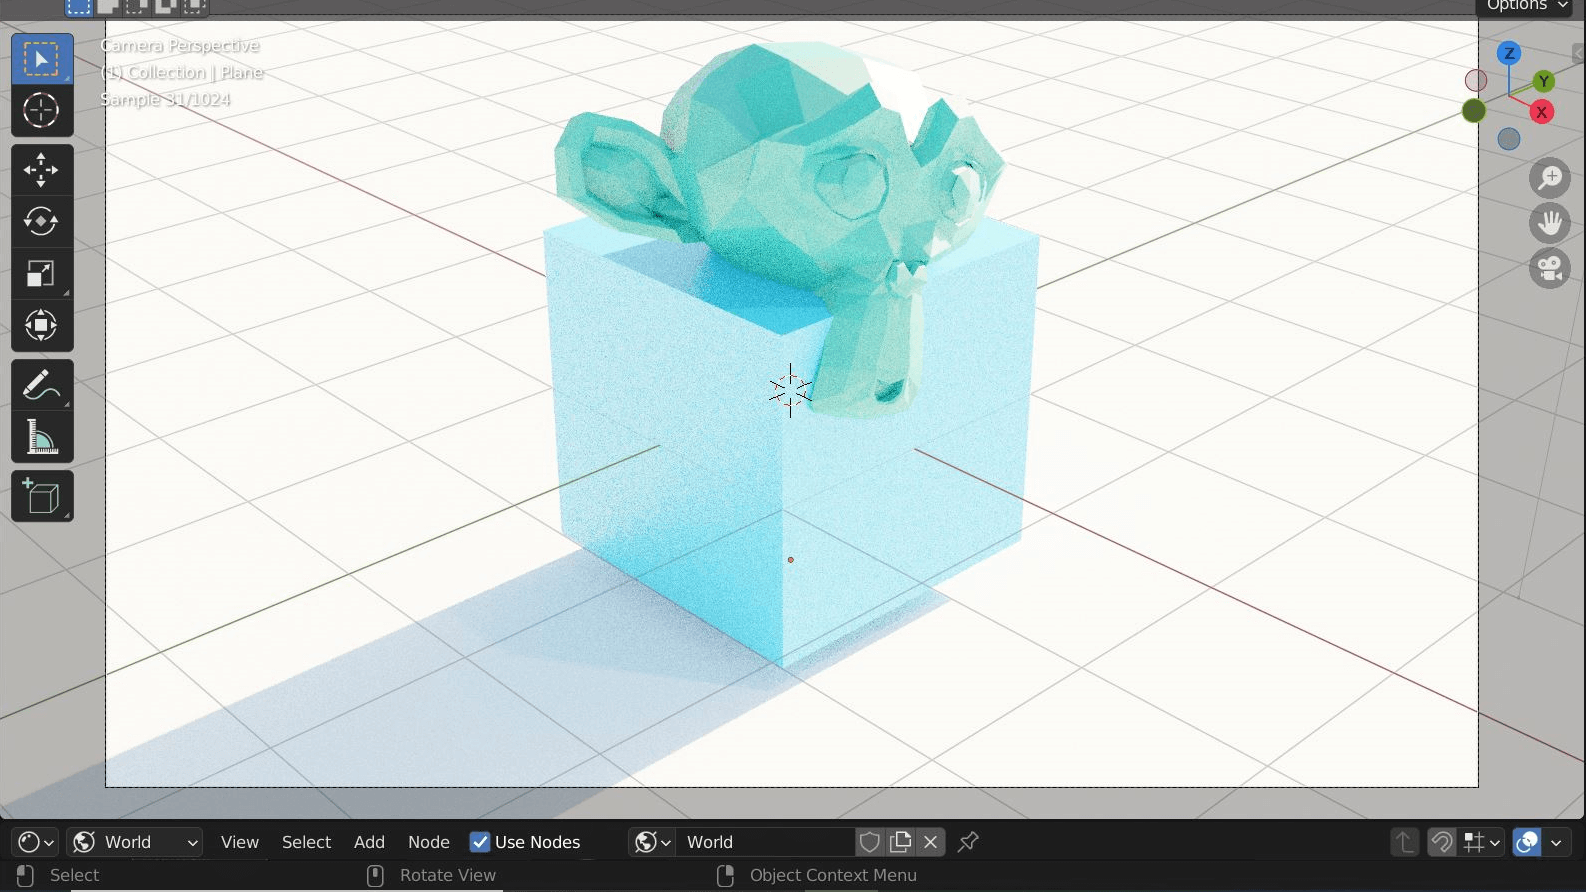 Options
Camera Perspective
(1) Collection | Plane
Sample 31/1024
Z
Y
X
World
View
Select
Add
Node
Use Nodes
World
Select
Rotate View
Object Context Menu